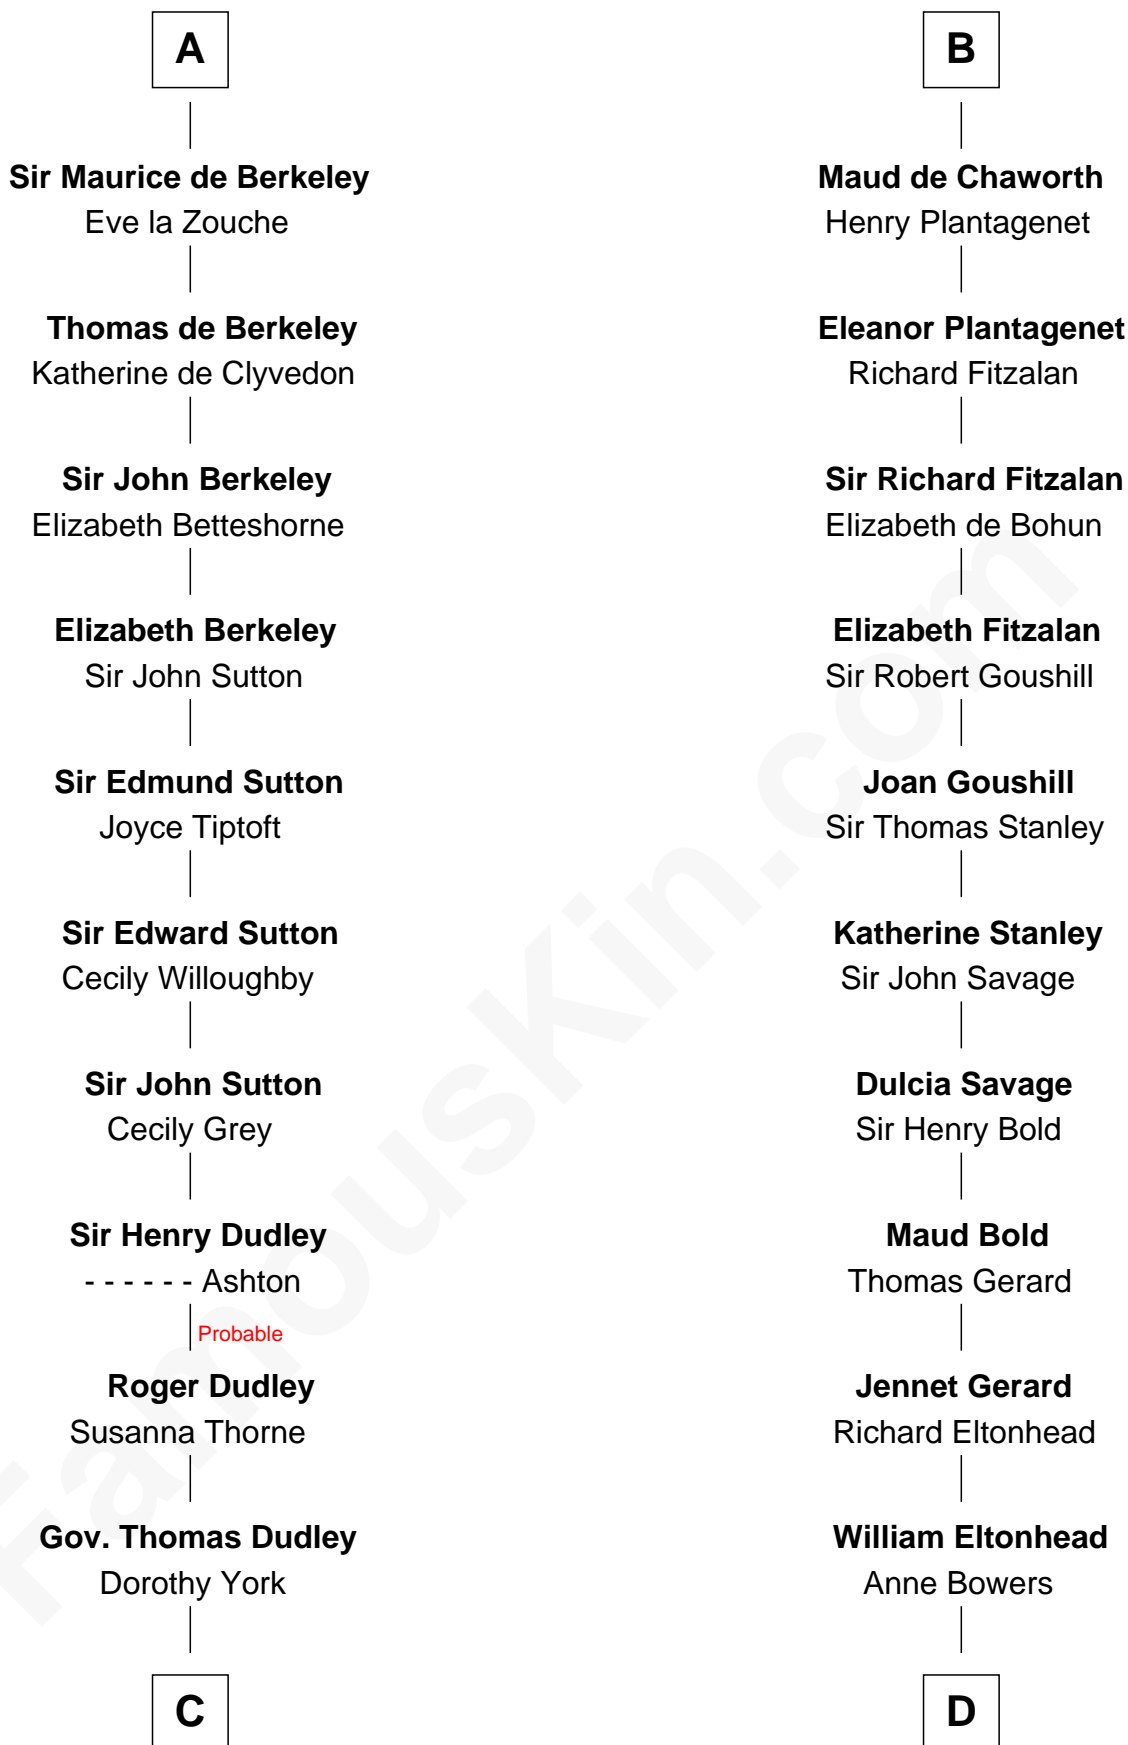 A
Sir Maurice de Berkeley
Eve la Zouche
Thomas de Berkeley
Katherine de Clyvedon
Sir John Berkeley
Elizabeth Betteshorne
Elizabeth Berkeley
Sir John Sutton
Sir Edmund Sutton
Joyce Tiptoft
Sir Edward Sutton
Cecily Willoughby
Sir John Sutton
Cecily Grey
Sir Henry Dudley
- - - - - - Ashton
Probable
Roger Dudley
Susanna Thorne
Gov. Thomas Dudley
Dorothy York
C
B
Maud de Chaworth
Henry Plantagenet
Eleanor Plantagenet
Richard Fitzalan
Sir Richard Fitzalan
Elizabeth de Bohun
Elizabeth Fitzalan
Sir Robert Goushill
Joan Goushill
Sir Thomas Stanley
Katherine Stanley
Sir John Savage
Dulcia Savage
Sir Henry Bold
Maud Bold
Thomas Gerard
Jennet Gerard
Richard Eltonhead
William Eltonhead
Anne Bowers
D
FamousKin.com